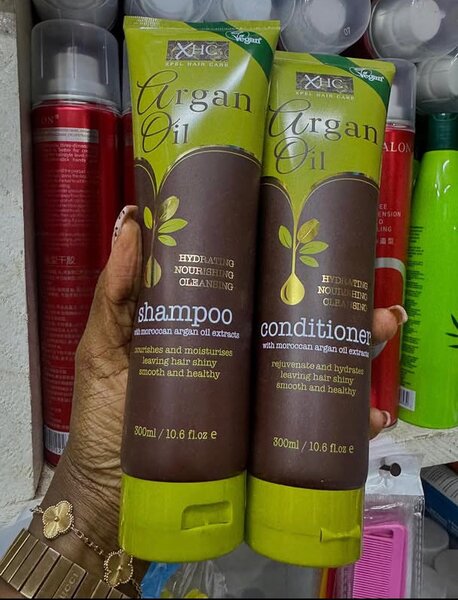 XHC
XPEL HAIR CARE
Vegan
Argan
Oil
HYDRATING
NOURISHING
CLEANSING
shampoo
with moroccan argan oil extracts
nourishes and moisturises
leaving hair shiny
smooth and healthy
300ml / 10.6 fl.oz e
XHC
XPEL HAIR CARE
Vegan
Argan
Oil
HYDRATING
NOURISHING
CLEANSING
conditioner
with moroccan argan oil extracts
rejuvenate and hydrates
leaving hair shiny
smooth and healthy
300ml / 10.6 fl.oz e
ALON